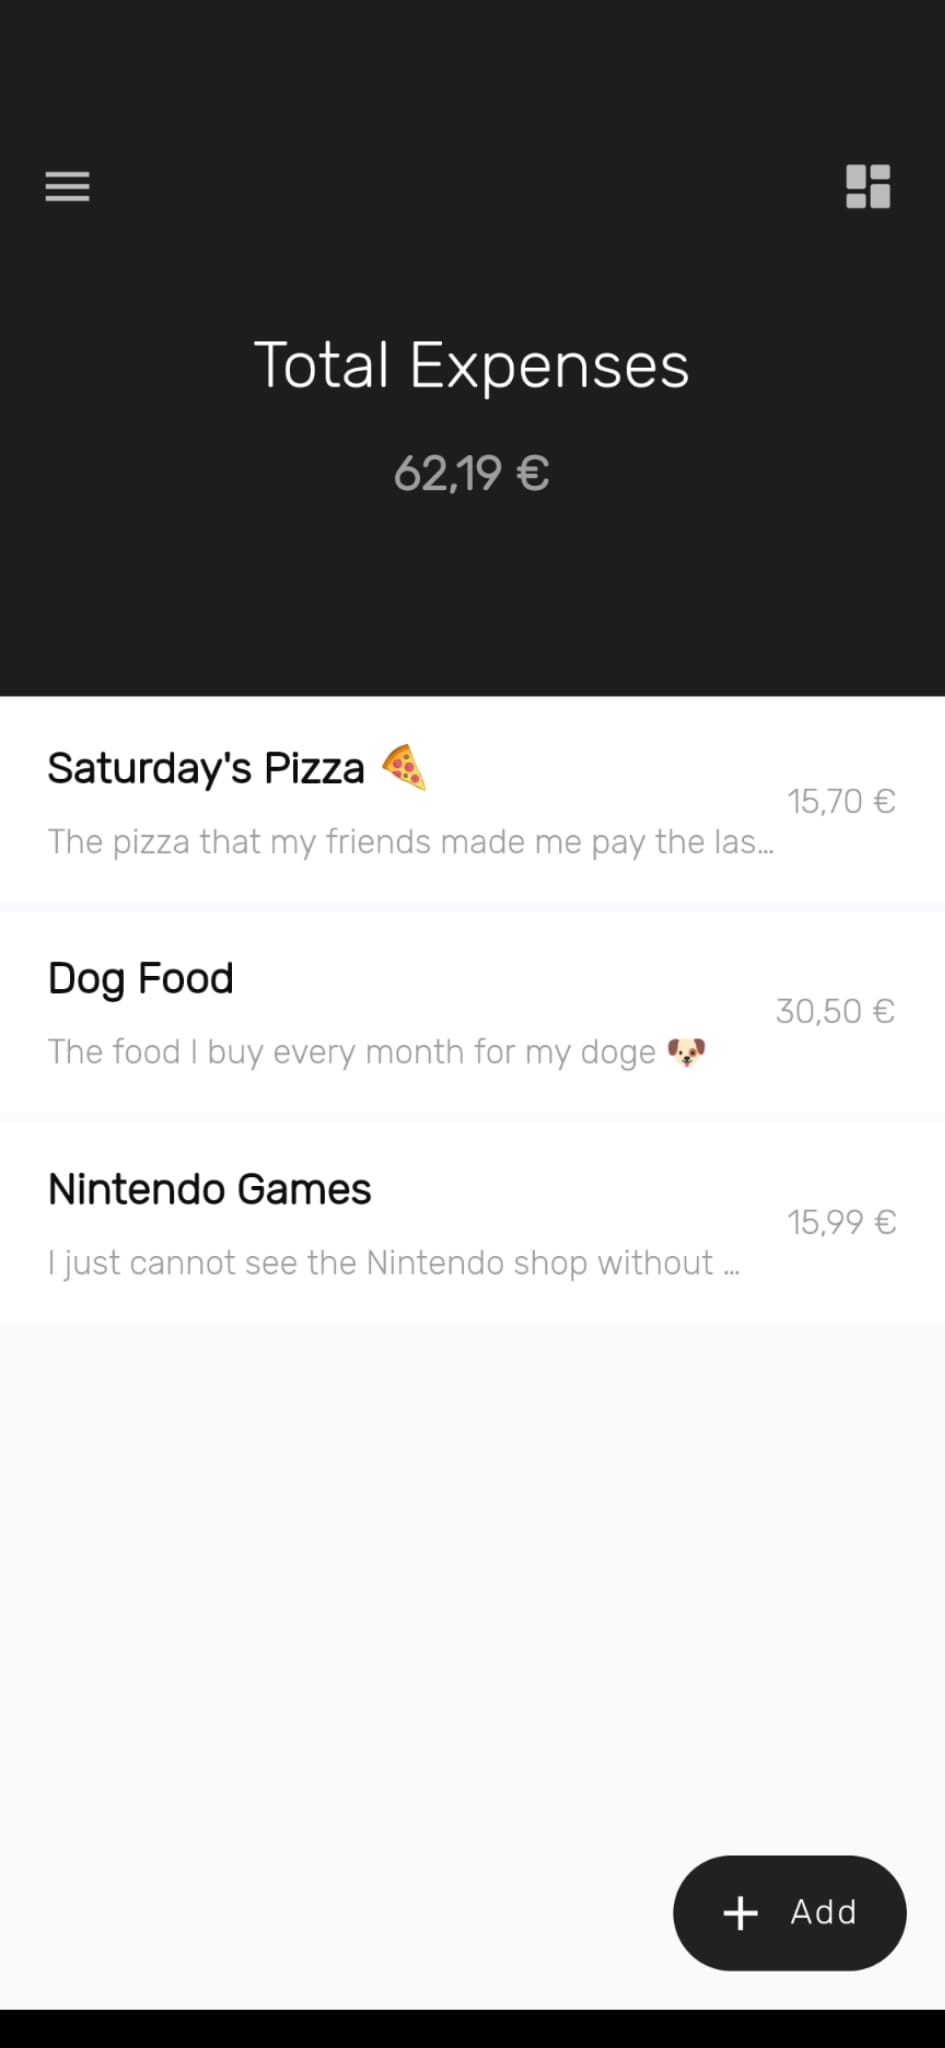 Total Expenses
62,19 €
Saturday's Pizza 🍕
15,70 €
The pizza that my friends made me pay the las...
Dog Food
30,50 €
The food I buy every month for my doge 🐶
Nintendo Games
15,99 €
I just cannot see the Nintendo shop without ...
+ Add